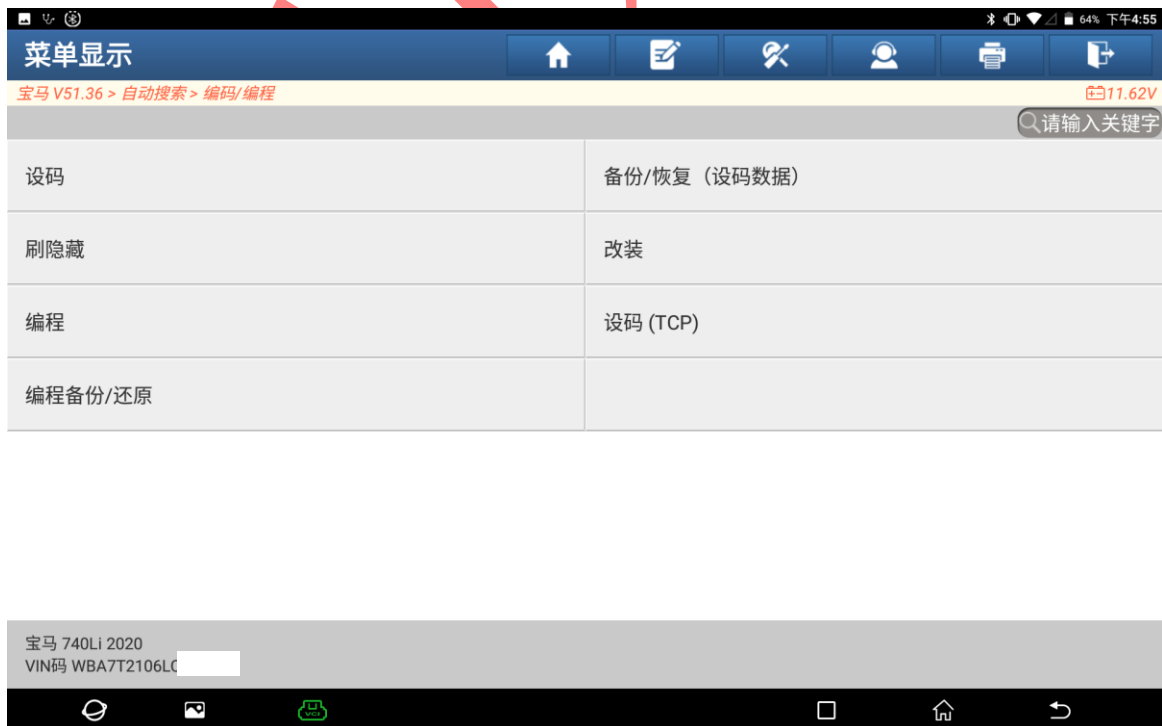 64% 下午4:55
菜单显示
宝马 V51.36 > 自动搜索 > 编码/编程
11.62V
请输入关键字
设码
备份/恢复（设码数据）
刷隐藏
改装
编程
设码 (TCP)
编程备份/还原
宝马 740Li 2020
VIN码 WBA7T2106L
VCI